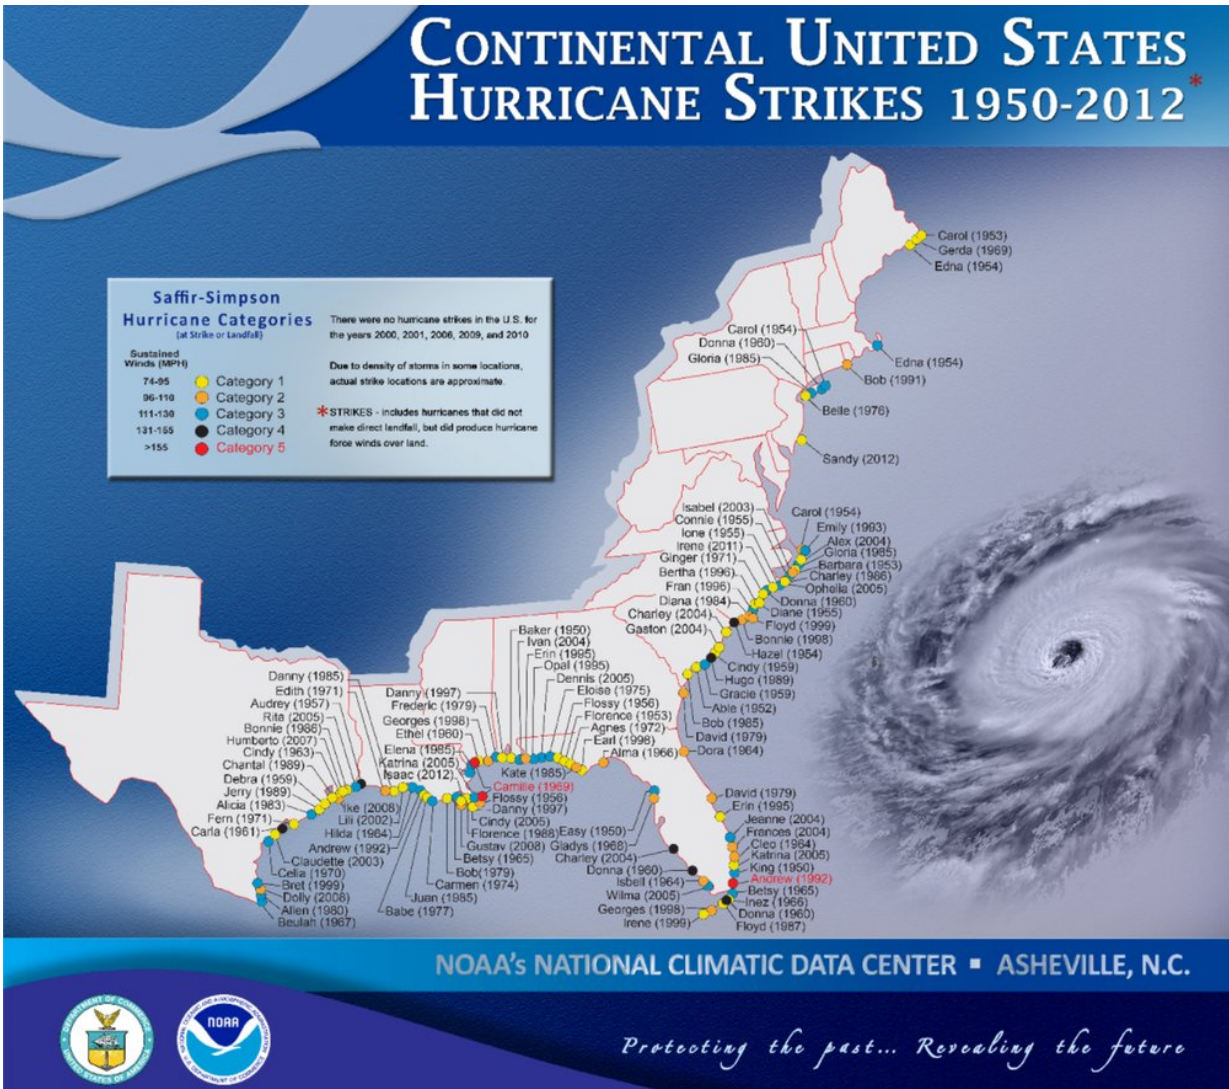 CONTINENTAL UNITED STATES
HURRICANE STRIKES 1950-2012*
Saffir-Simpson
Hurricane Categories
(at Strike or Landfall)
Sustained
Winds (MPH)
74-95 Category 1
96-110 Category 2
111-130 Category 3
131-155 Category 4
>155 Category 5
There were no hurricane strikes in the U.S. for
the years 2000, 2001, 2006, 2009, and 2010
Due to density of storms in some locations,
actual strike locations are approximate.
*STRIKES - includes hurricanes that did not
make direct landfall, but did produce hurricane
force winds over land.
Carol (1953)
Gerda (1969)
Edna (1954)
Carol (1954)
Donna (1960)
Gloria (1985)
Edna (1954)
Bob (1991)
Belle (1976)
Sandy (2012)
Isabel (2003)
Connie (1955)
Ione (1955)
Irene (2011)
Ginger (1971)
Bertha (1996)
Fran (1996)
Diana (1984)
Charley (2004)
Gaston (2004)
Carol (1954)
Emily (1993)
Alex (2004)
Gloria (1985)
Barbara (1953)
Charley (1986)
Ophelia (2005)
Donna (1960)
Diane (1955)
Floyd (1999)
Bonnie (1998)
Hazel (1954)
Cindy (1959)
Hugo (1989)
Gracie (1959)
Able (1952)
Bob (1985)
David (1979)
Dora (1964)
Baker (1950)
Ivan (2004)
Erin (1995)
Opal (1995)
Dennis (2005)
Eloise (1975)
Flossy (1956)
Florence (1953)
Agnes (1972)
Earl (1998)
Alma (1966)
Kate (1985)
Danny (1997)
Frederic (1979)
Georges (1998)
Ethel (1960)
Elena (1985)
Katrina (2005)
Isaac (2012)
Camille (1969)
Flossy (1956)
Danny (1997)
Cindy (2005)
Florence (1988)
Gustav (2008)
Betsy (1965)
Bob(1979)
Carmen (1974)
Juan (1985)
Babe (1977)
Danny (1985)
Edith (1971)
Audrey (1957)
Rita (2005)
Bonnie (1986)
Humberto (2007)
Cindy (1963)
Chantal (1989)
Debra (1959)
Jerry (1989)
Alicia (1983)
Fern (1971)
Carla (1961)
Ike (2008)
Lili (2002)
Hilda (1964)
Andrew (1992)
Claudette (2003)
Celia (1970)
Bret (1999)
Dolly (2008)
Allen (1980)
Beulah (1967)
Easy (1950)
Gladys (1968)
Charley (2004)
Donna (1960)
Isbell (1964)
Wilma (2005)
Georges (1998)
Irene (1999)
David (1979)
Erin (1995)
Jeanne (2004)
Frances (2004)
Cleo (1964)
Katrina (2005)
King (1950)
Andrew (1992)
Betsy (1965)
Inez (1966)
Donna (1960)
Floyd (1987)
NOAA's NATIONAL CLIMATIC DATA CENTER ▪ ASHEVILLE, N.C.
DEPARTMENT OF COMMERCE
UNITED STATES OF AMERICA
NATIONAL OCEANIC AND ATMOSPHERIC ADMINISTRATION
NOAA
U.S. DEPARTMENT OF COMMERCE
Protecting the past... Revealing the future